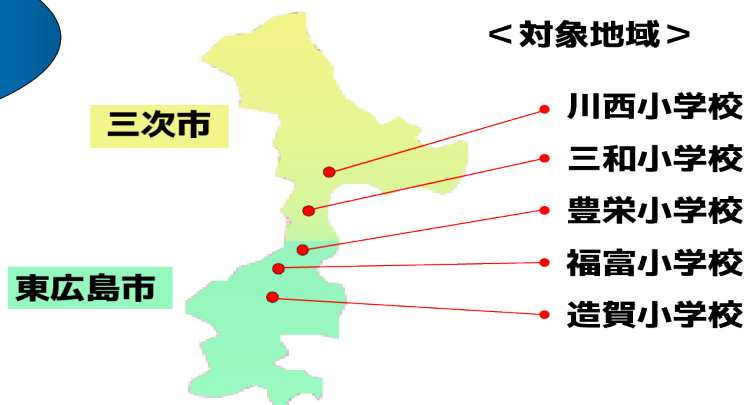 ＜対象地域＞
三次市
川西小学校
三和小学校
豊栄小学校
福富小学校
造賀小学校
東広島市